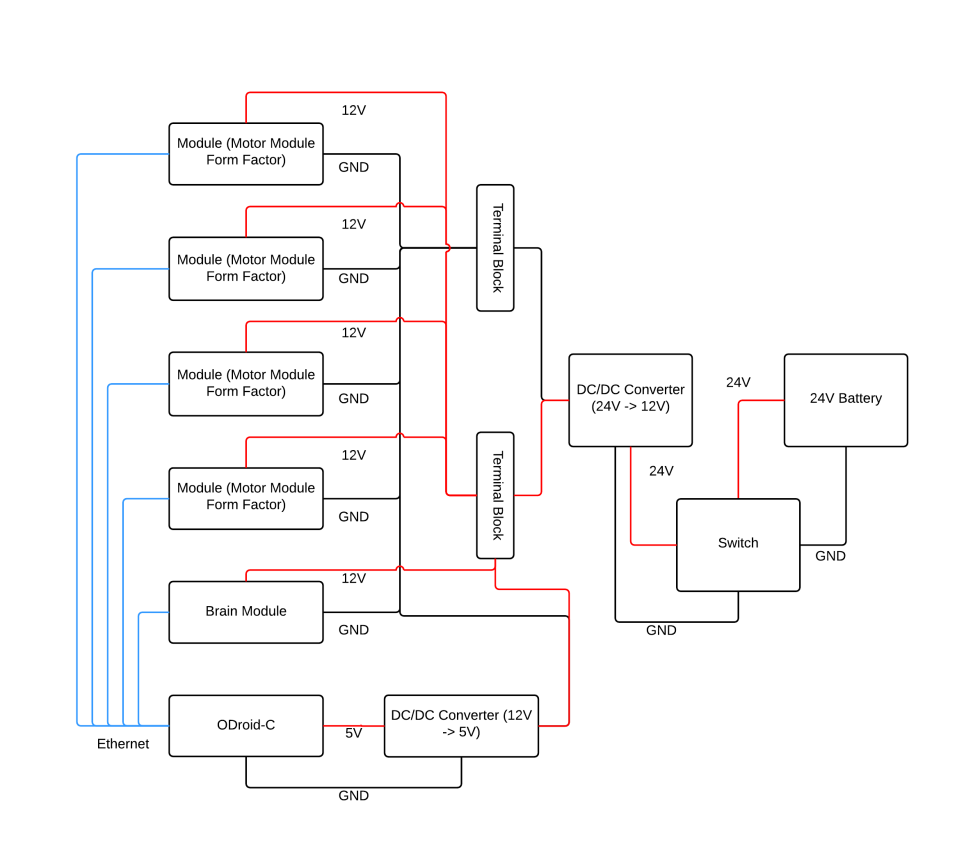 12V
Module (Motor Module
Form Factor)
GND
12V
Module (Motor Module
Form Factor)
GND
Terminal Block
12V
Module (Motor Module
Form Factor)
GND
DC/DC Converter
(24V -> 12V)
24V
24V Battery
12V
Module (Motor Module
Form Factor)
GND
Terminal Block
24V
Switch
GND
12V
Brain Module
GND
GND
ODroid-C
5V
DC/DC Converter (12V
-> 5V)
Ethernet
GND